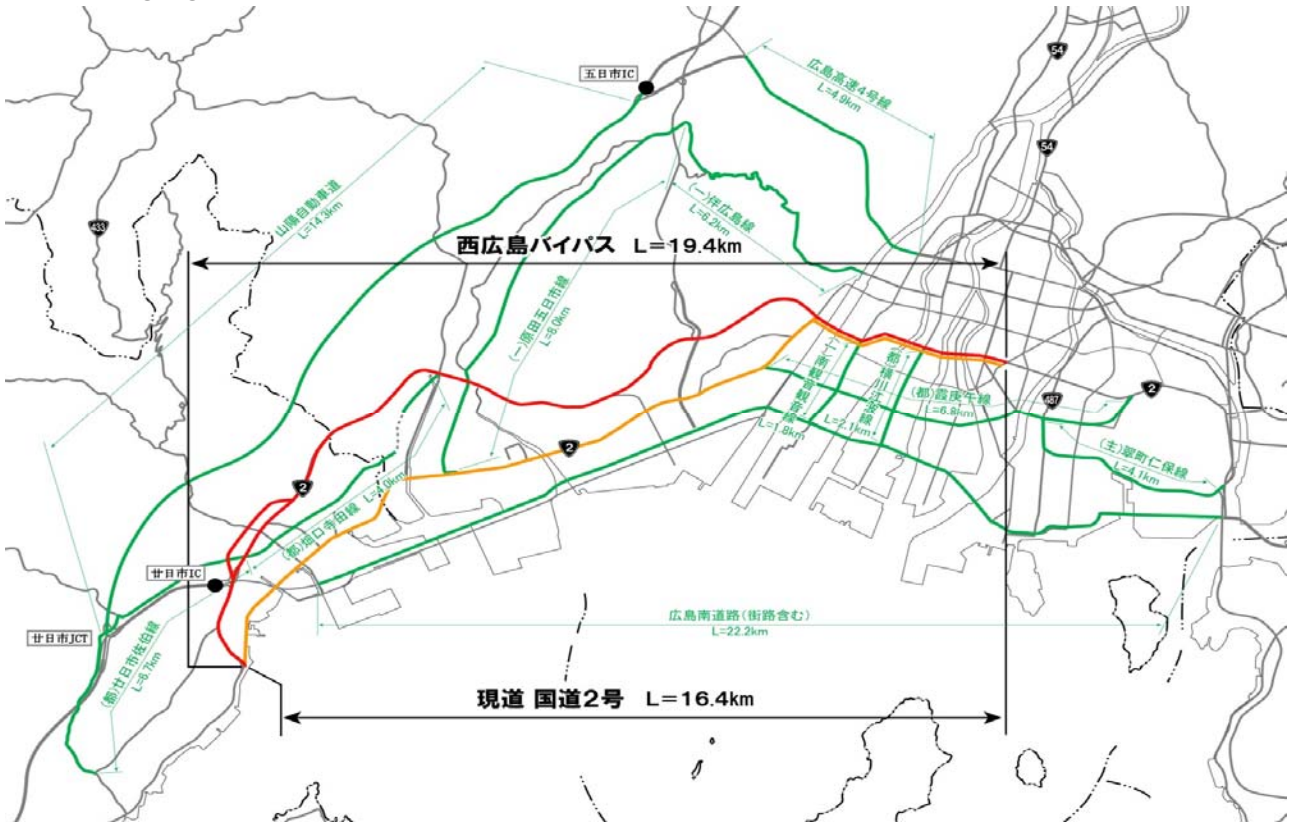 五日市IC
広島高速4号線
L=4.9km
54
54
山陽自動車道
L=14.3km
433
(一)伴広島線
L=6.2km
西広島バイパス L=19.4km
(一)原田五日市線
L=8.0km
(一)南観音観音線
L=1.8km
(都)横川江波線
L=2.1km
(都)霞庚午線
L=6.8km
2
487
2
(主)翠町仁保線
L=4.1km
2
(都)畑口寺田線
L=4.0km
廿日市IC
廿日市JCT
(都)廿日市佐伯線
L=6.7km
広島南道路(街路含む)
L=22.2km
現道 国道2号 L=16.4km